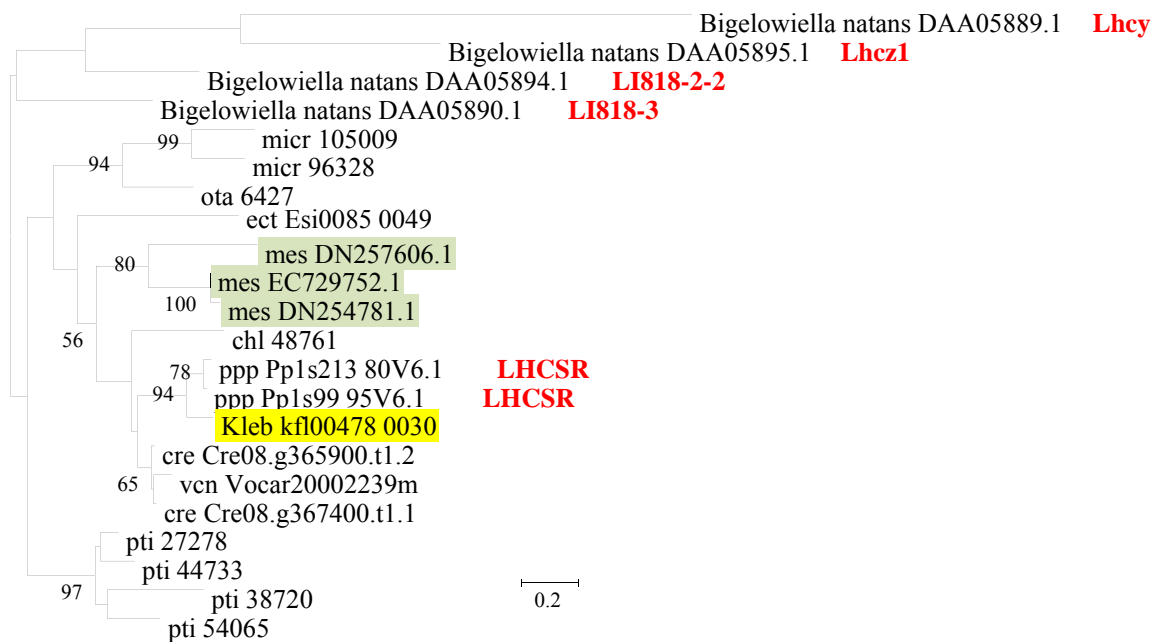 Bigelowiella natans DAA05889.1 Lhcy
Bigelowiella natans DAA05895.1 Lhcz1
Bigelowiella natans DAA05894.1 LI818-2-2
Bigelowiella natans DAA05890.1 LI818-3
99 micr 105009
94 micr 96328
ota 6427
ect Esi0085 0049
mes DN257606.1
80 mes EC729752.1
100 mes DN254781.1
56 chl 48761
78 ppp Pp1s213 80V6.1 LHCSR
94 ppp Pp1s99 95V6.1 LHCSR
Kleb kfl00478 0030
cre Cre08.g365900.t1.2
65 vcn Vocar20002239m
cre Cre08.g367400.t1.1
pti 27278
pti 44733
97 pti 38720 0.2
pti 54065